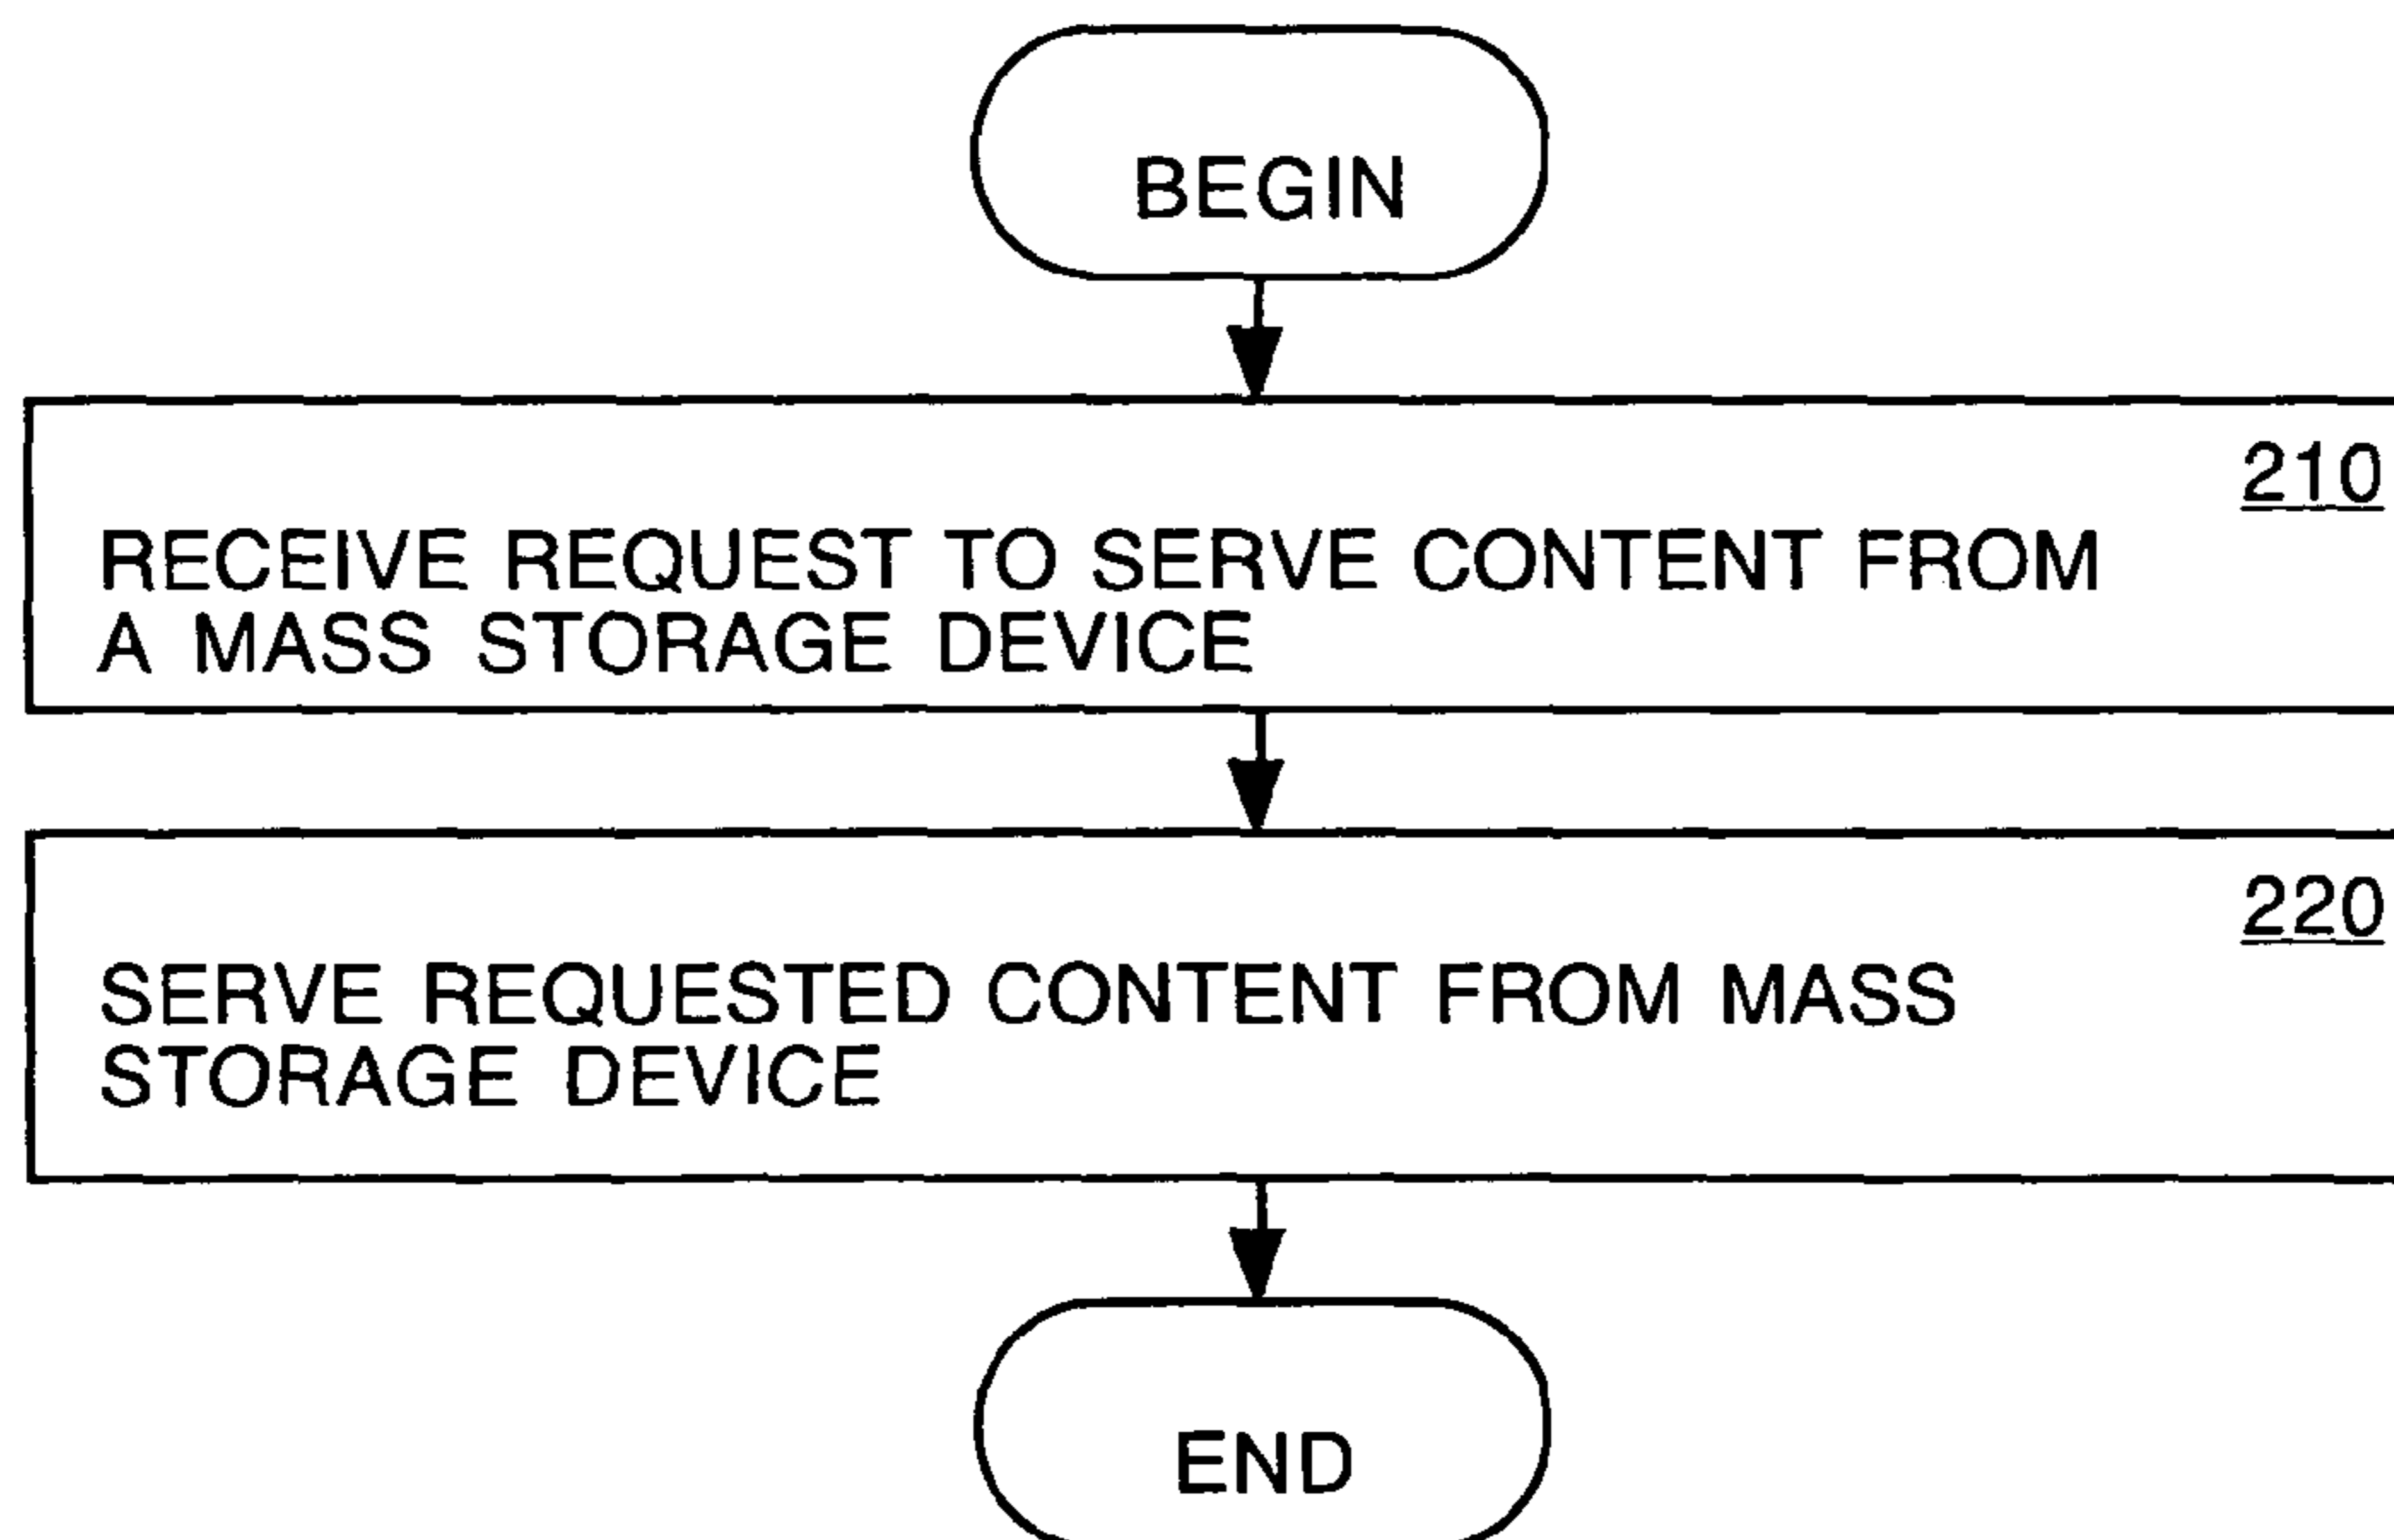 BEGIN
210
RECEIVE REQUEST TO SERVE CONTENT FROM
A MASS STORAGE DEVICE
220
SERVE REQUESTED CONTENT FROM MASS
STORAGE DEVICE
END